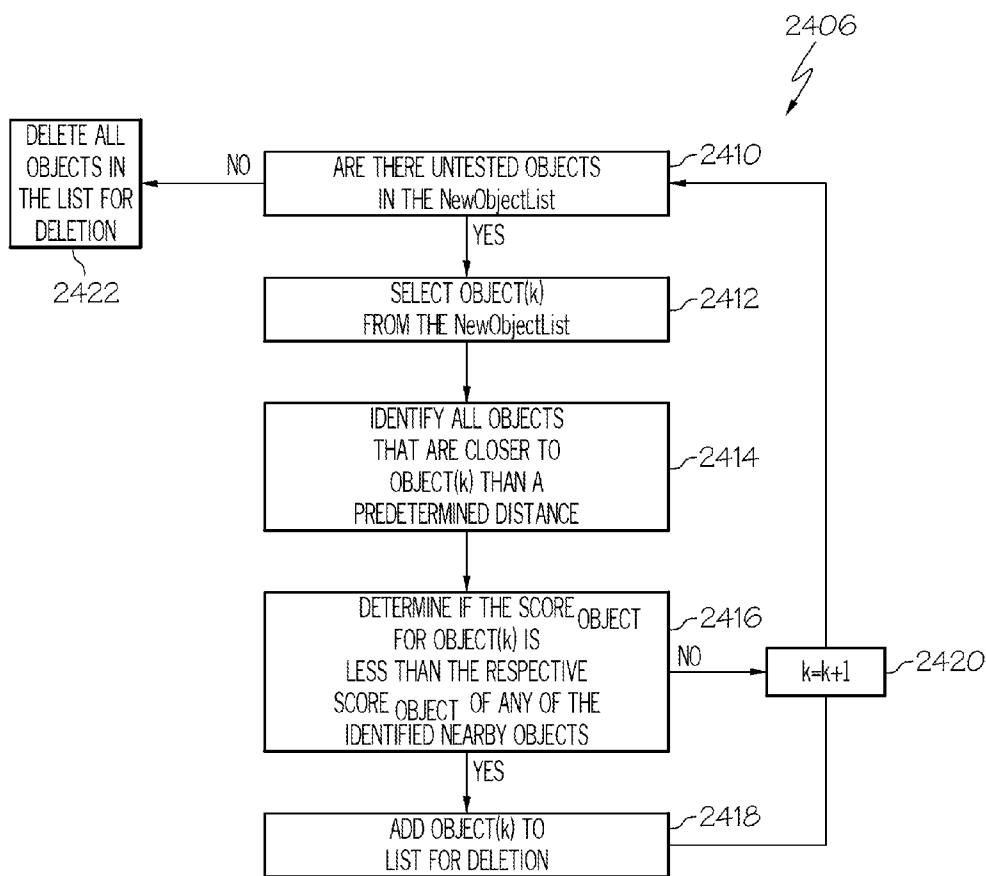 2406
DELETE ALL
OBJECTS IN
THE LIST FOR
DELETION
2422
NO
ARE THERE UNTESTED OBJECTS
IN THE NewObjectList
2410
YES
SELECT OBJECT(k)
FROM THE NewObjectList
2412
IDENTIFY ALL OBJECTS
THAT ARE CLOSER TO
OBJECT(k) THAN A
PREDETERMINED DISTANCE
2414
DETERMINE IF THE SCORE OBJECT
FOR OBJECT(k) IS
LESS THAN THE RESPECTIVE
SCORE OBJECT OF ANY OF THE
IDENTIFIED NEARBY OBJECTS
2416
NO
k=k+1
2420
YES
ADD OBJECT(k) TO
LIST FOR DELETION
2418